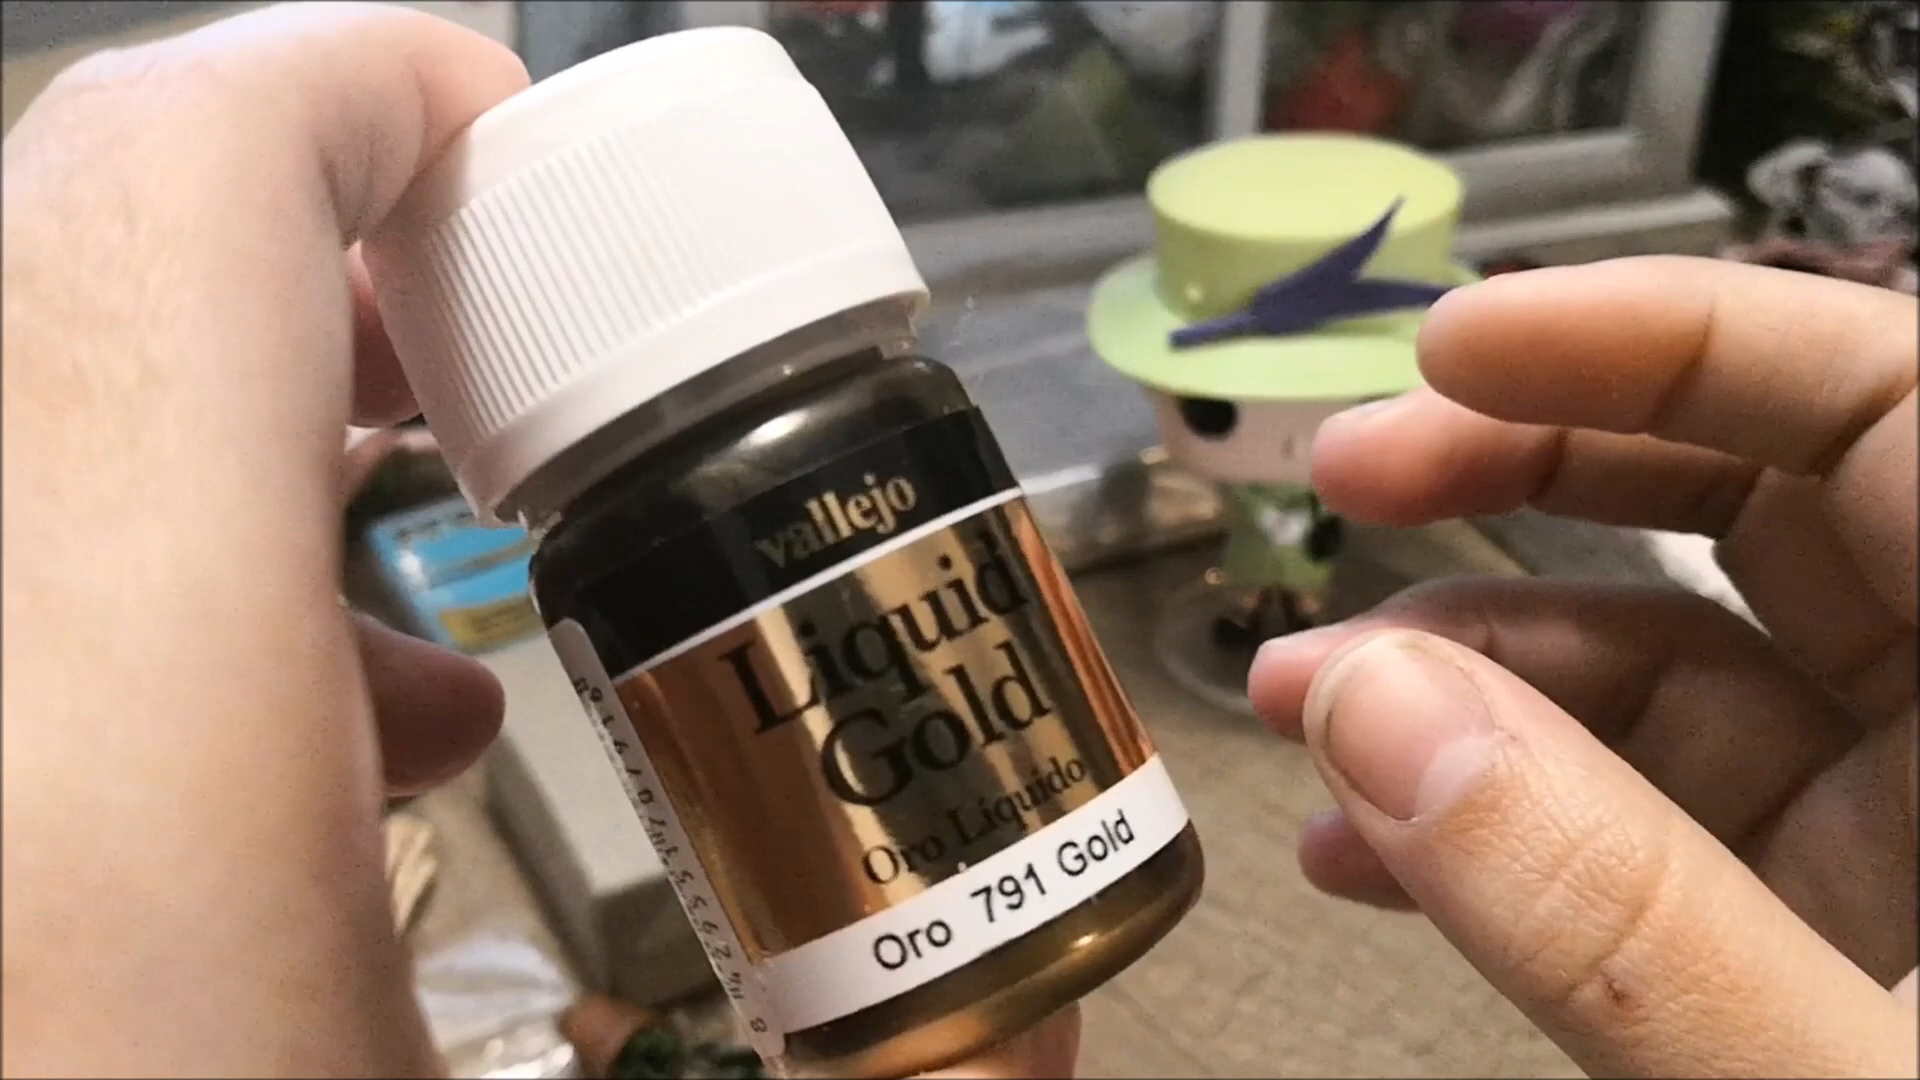 vallejo
Liquid
Gold
Oro Liquido
Oro 791 Gold